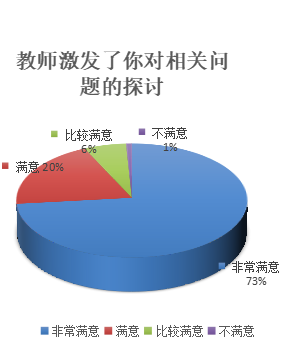 教师激发了你对相关问
题的探讨
比较满意
6%
不满意
1%
满意 20%
非常满意
73%
非常满意 满意 比较满意 不满意